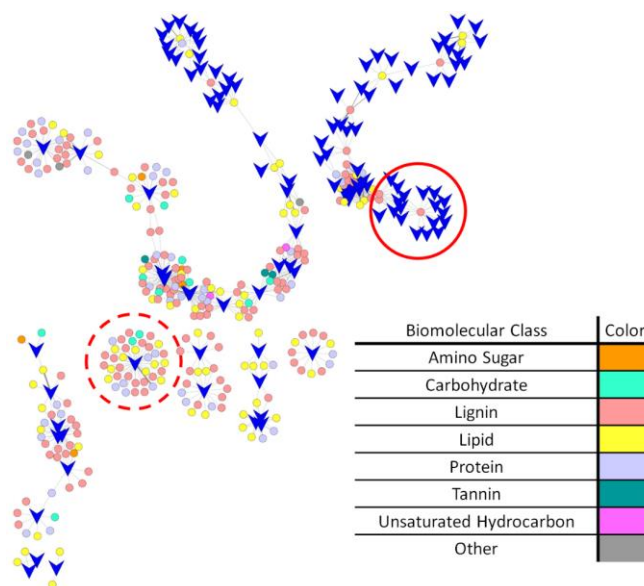 Biomolecular Class Color
Amino Sugar
Carbohydrate
Lignin
Lipid
Protein
Tannin
Unsaturated Hydrocarbon
Other